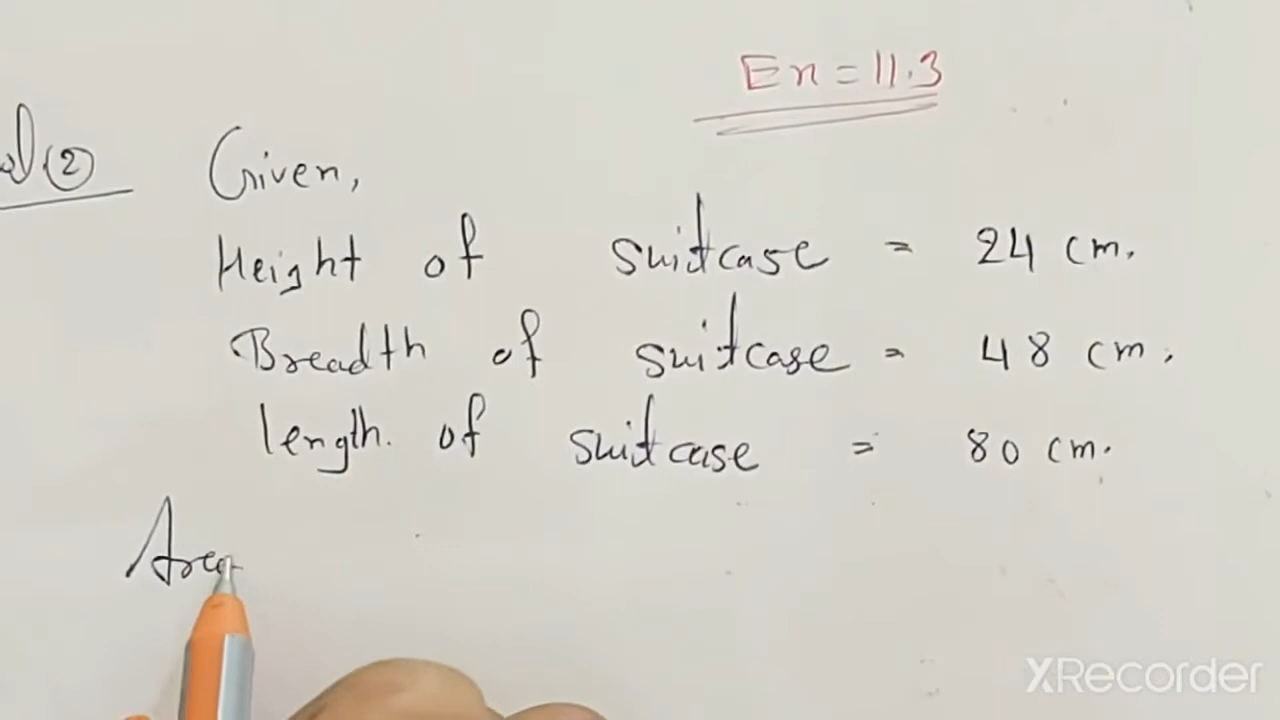 Ex = 11.3
Given,
Height of suitcase = 24 cm.
Breadth of suitcase = 48 cm.
length. of suitcase = 80 cm.
Area
XRecorder